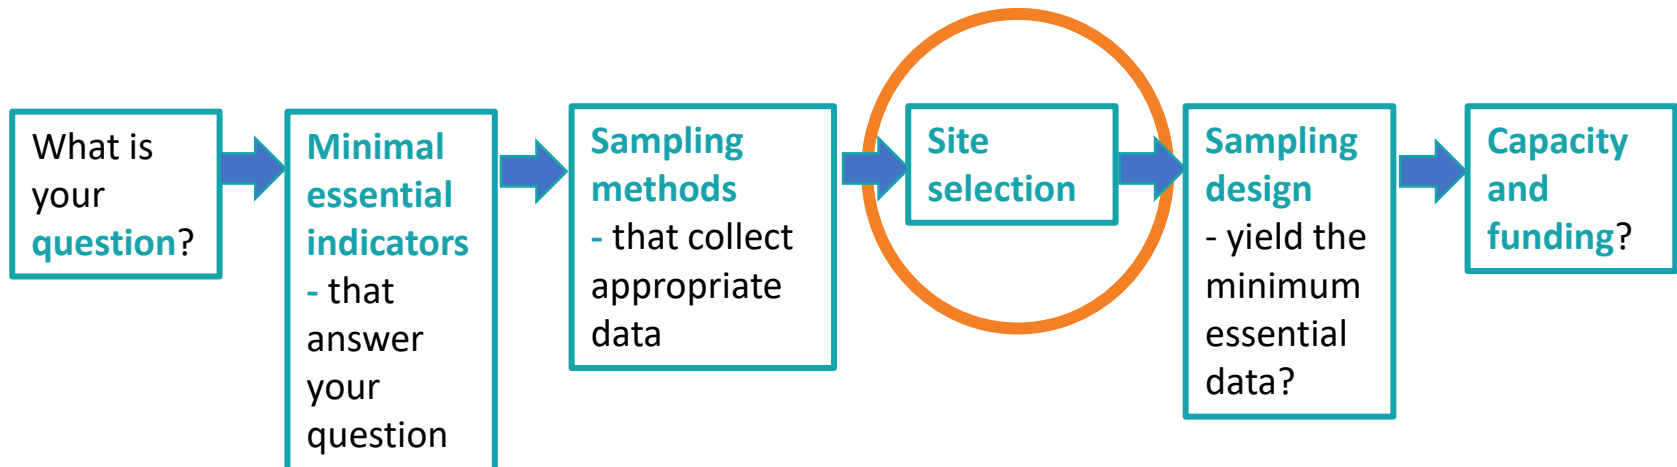 What is
your
question?
Minimal
essential
indicators
- that
answer
your
question
Sampling
methods
- that collect
appropriate
data
Site
selection
Sampling
design
- yield the
minimum
essential
data?
Capacity
and
funding?